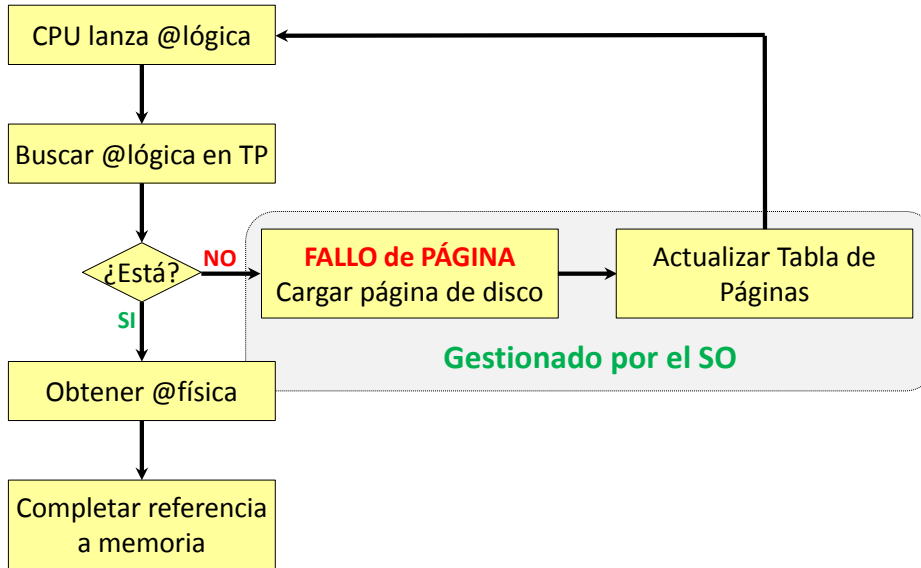 CPU lanza @lógica
Buscar @lógica en TP
¿Está?
NO
SI
FALLO de PÁGINA
Cargar página de disco
Actualizar Tabla de
Páginas
Gestionado por el SO
Obtener @física
Completar referencia
a memoria